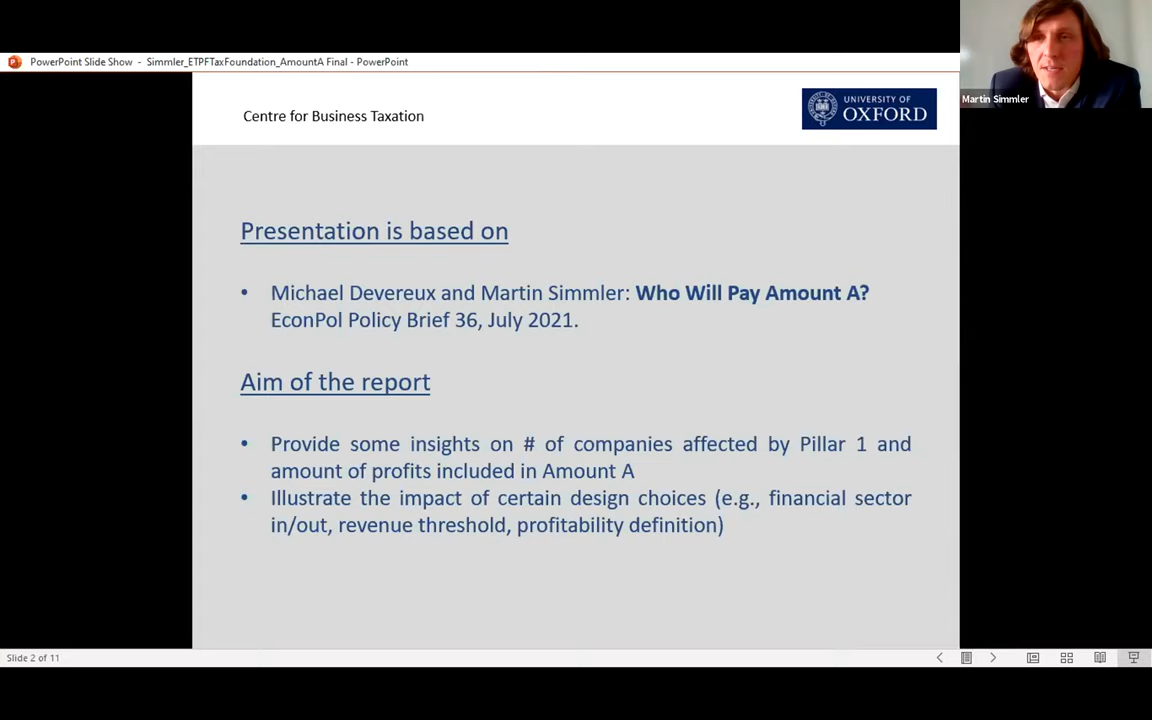 PowerPoint Slide Show - Simmler_ETPFTaxFoundation_AmountA Final - PowerPoint
Martin Simmler
Centre for Business Taxation
UNIVERSITY OF
OXFORD
Presentation is based on
• Michael Devereux and Martin Simmler: Who Will Pay Amount A?
EconPol Policy Brief 36, July 2021.
Aim of the report
• Provide some insights on # of companies affected by Pillar 1 and
amount of profits included in Amount A
• Illustrate the impact of certain design choices (e.g., financial sector
in/out, revenue threshold, profitability definition)
Slide 2 of 11